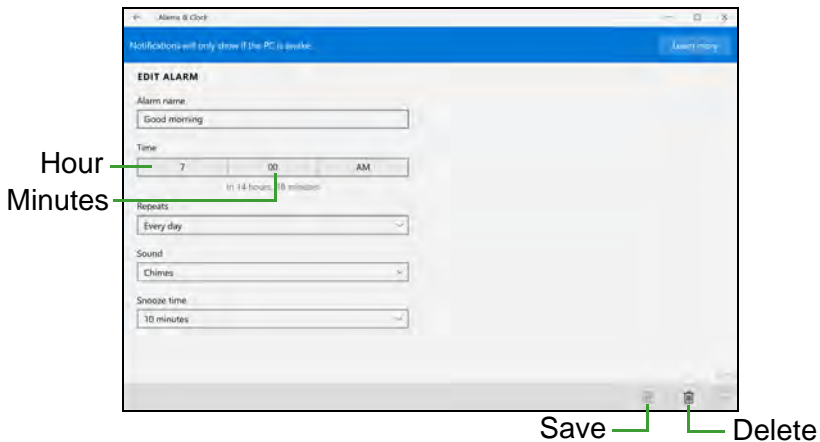 Alarms & Clock
Notifications will only show if the PC is awake.
Learn more
EDIT ALARM
Alarm name
Good morning
Time
Hour
7 00 AM
Minutes
In 14 hours, minutes
Repeats
Every day
Sound
Chimes
Snooze time
10 minutes
Save
Delete